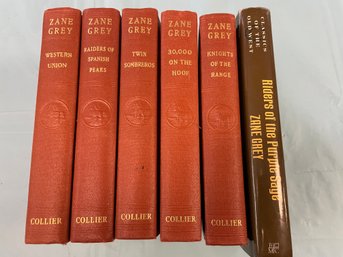 ZANE
GREY
WESTERN
UNION
COLLIER
ZANE
GREY
RAIDERS OF
SPANISH
PEAKS
COLLIER
ZANE
GREY
TWIN
SOMBREROS
COLLIER
ZANE
GREY
30,000
ON THE
HOOF
COLLIER
ZANE
GREY
KNIGHTS
OF THE
RANGE
COLLIER
CLASSICS
OF THE
OLD WEST
Riders of the Purple Sage
ZANE GREY